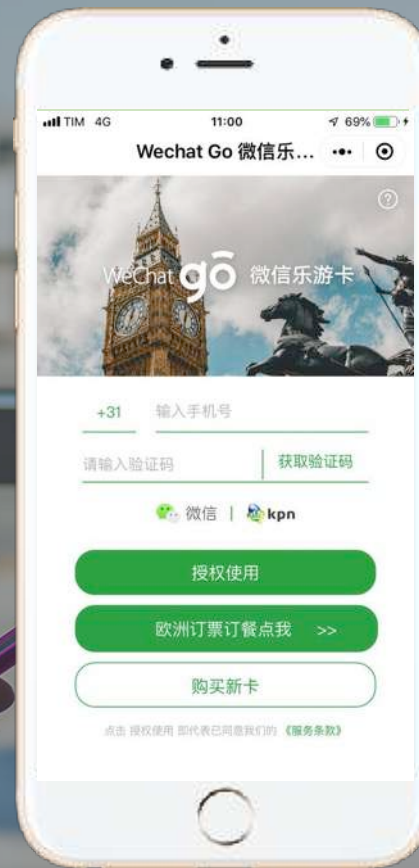 TIM 4G 11:00 69%
Wechat Go 微信乐... 
WeChat gō 微信乐游卡
+31 输入手机号
请输入验证码 获取验证码
微信 | kpn
授权使用
欧洲订票订餐点我 >>
购买新卡
点击 授权使用 即代表已同意我们的 《服务条款》